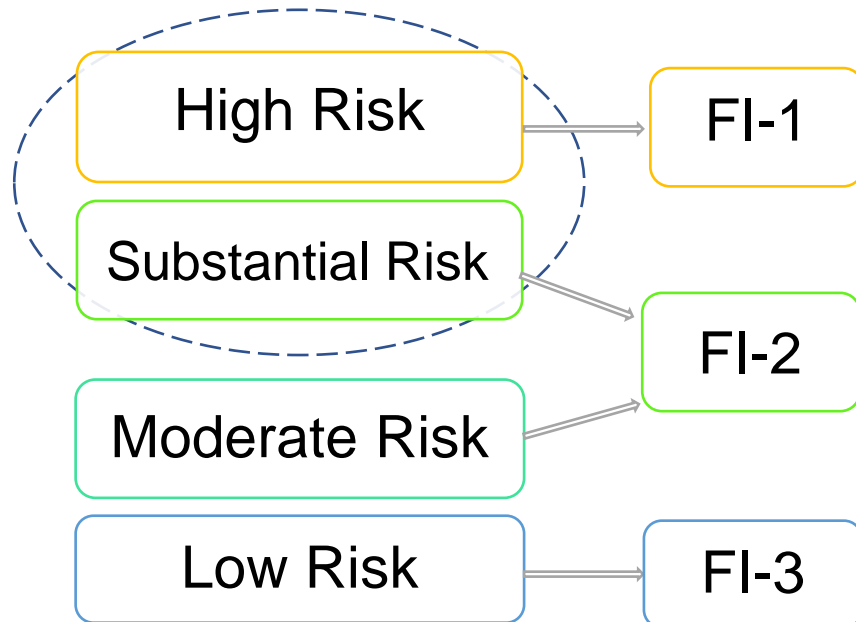 High Risk
FI-1
Substantial Risk
FI-2
Moderate Risk
Low Risk
FI-3